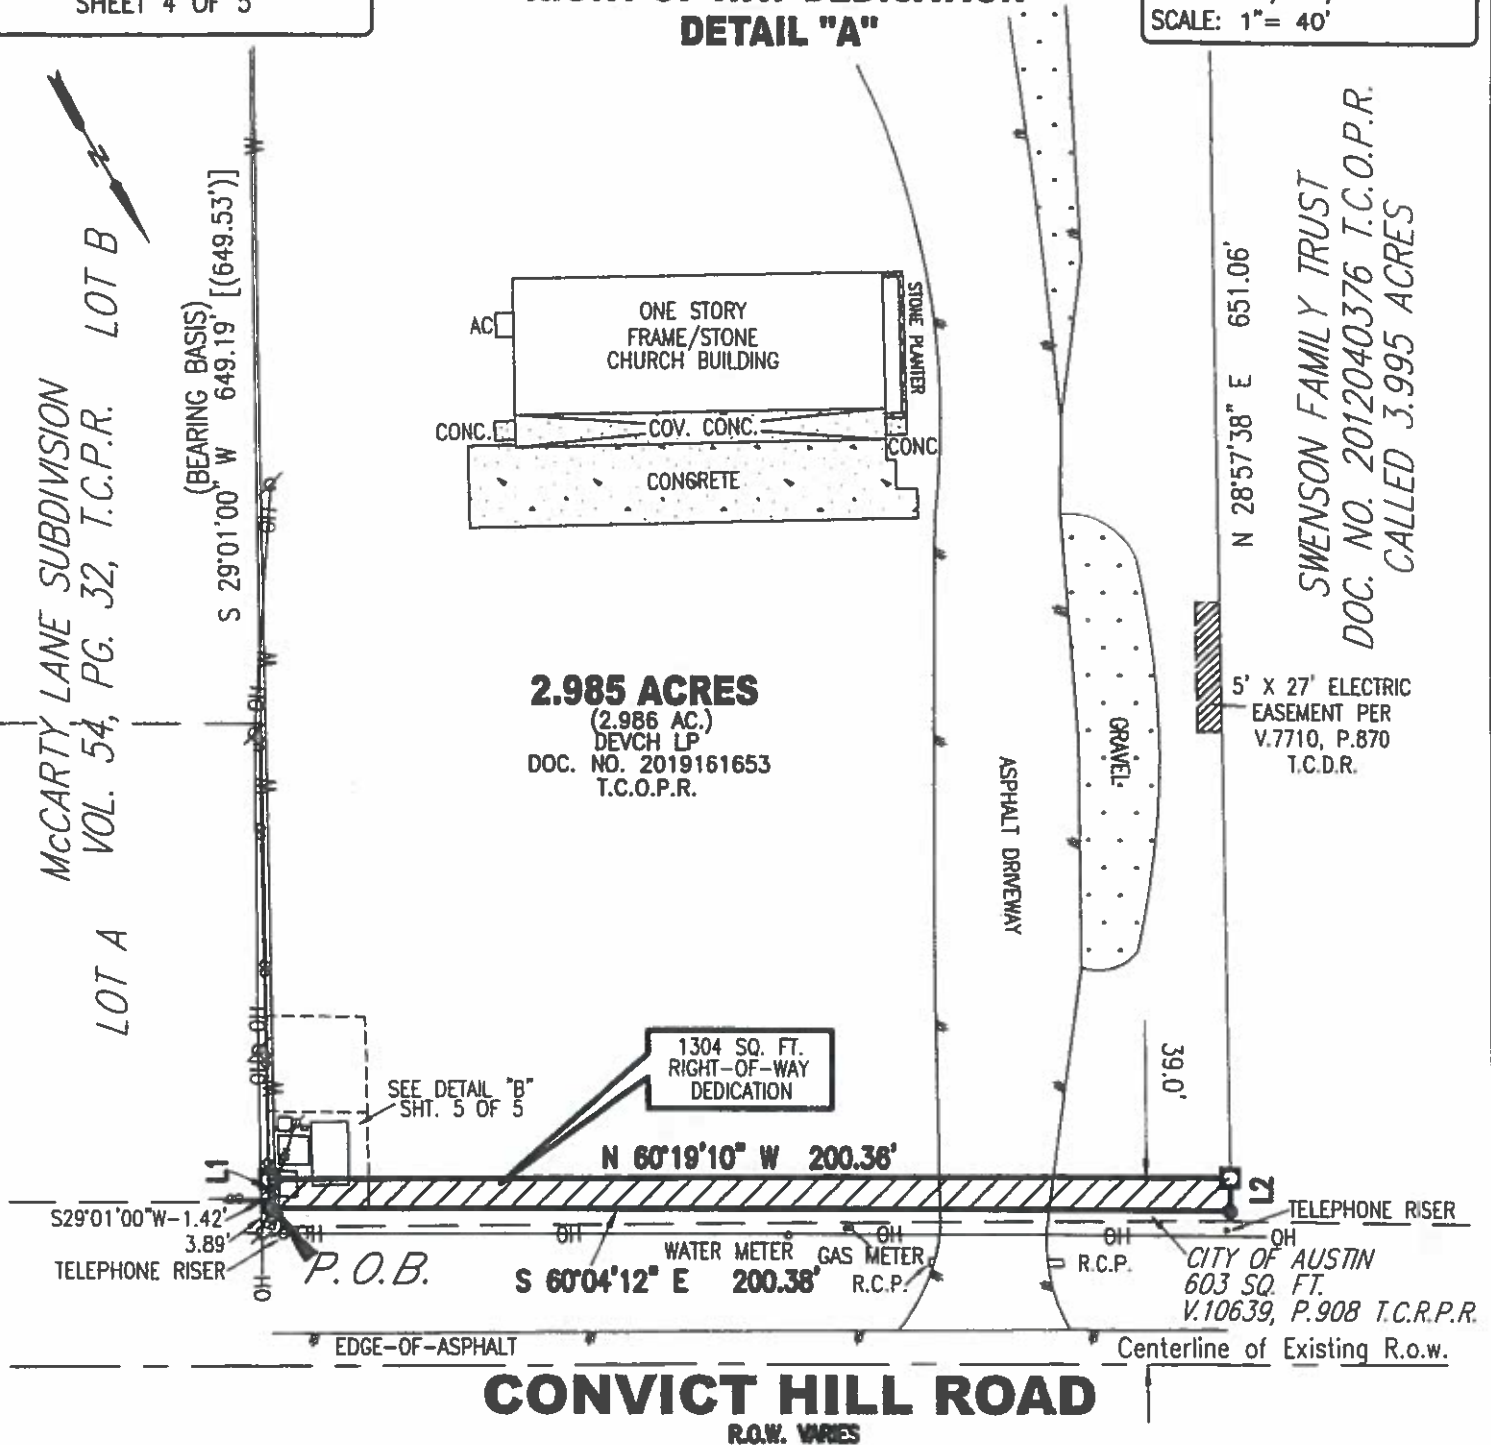 SHEET 4 OF 5
DETAIL "A"
SCALE: 1"= 40'
N
McCARTY LANE SUBDIVISION
VOL. 54, PG. 32, T.C.P.R.
LOT B
LOT A
(BEARING BASIS)
S 29°01'00" W 649.19' [(649.53')]
AC
ONE STORY
FRAME/STONE
CHURCH BUILDING
STONE PLANTER
CONC.
COV. CONC.
CONC
CONCRETE
N 28°57'38" E 651.06'
SWENSON FAMILY TRUST
DOC. NO. 2012040376 T.C.O.P.R.
CALLED 3.995 ACRES
2.985 ACRES
(2.986 AC.)
DEVCH LP
DOC. NO. 2019161653
T.C.O.P.R.
5' X 27' ELECTRIC
EASEMENT PER
V.7710, P.870
T.C.D.R.
GRAVEL
ASPHALT DRIVEWAY
39.0'
1304 SQ. FT.
RIGHT-OF-WAY
DEDICATION
SEE DETAIL "B"
SHT. 5 OF 5
N 60°19'10" W 200.36'
L1
L2
S29°01'00"W-1.42'
3.89'
TELEPHONE RISER
P.O.B.
OH
OH
OH
OH
OH
WATER METER
GAS METER
S 60°04'12" E 200.38'
R.C.P.
R.C.P.
TELEPHONE RISER
CITY OF AUSTIN
603 SQ. FT.
V.10639, P.908 T.C.R.P.R.
EDGE-OF-ASPHALT
Centerline of Existing R.o.w.
CONVICT HILL ROAD
R.O.W. VARIES